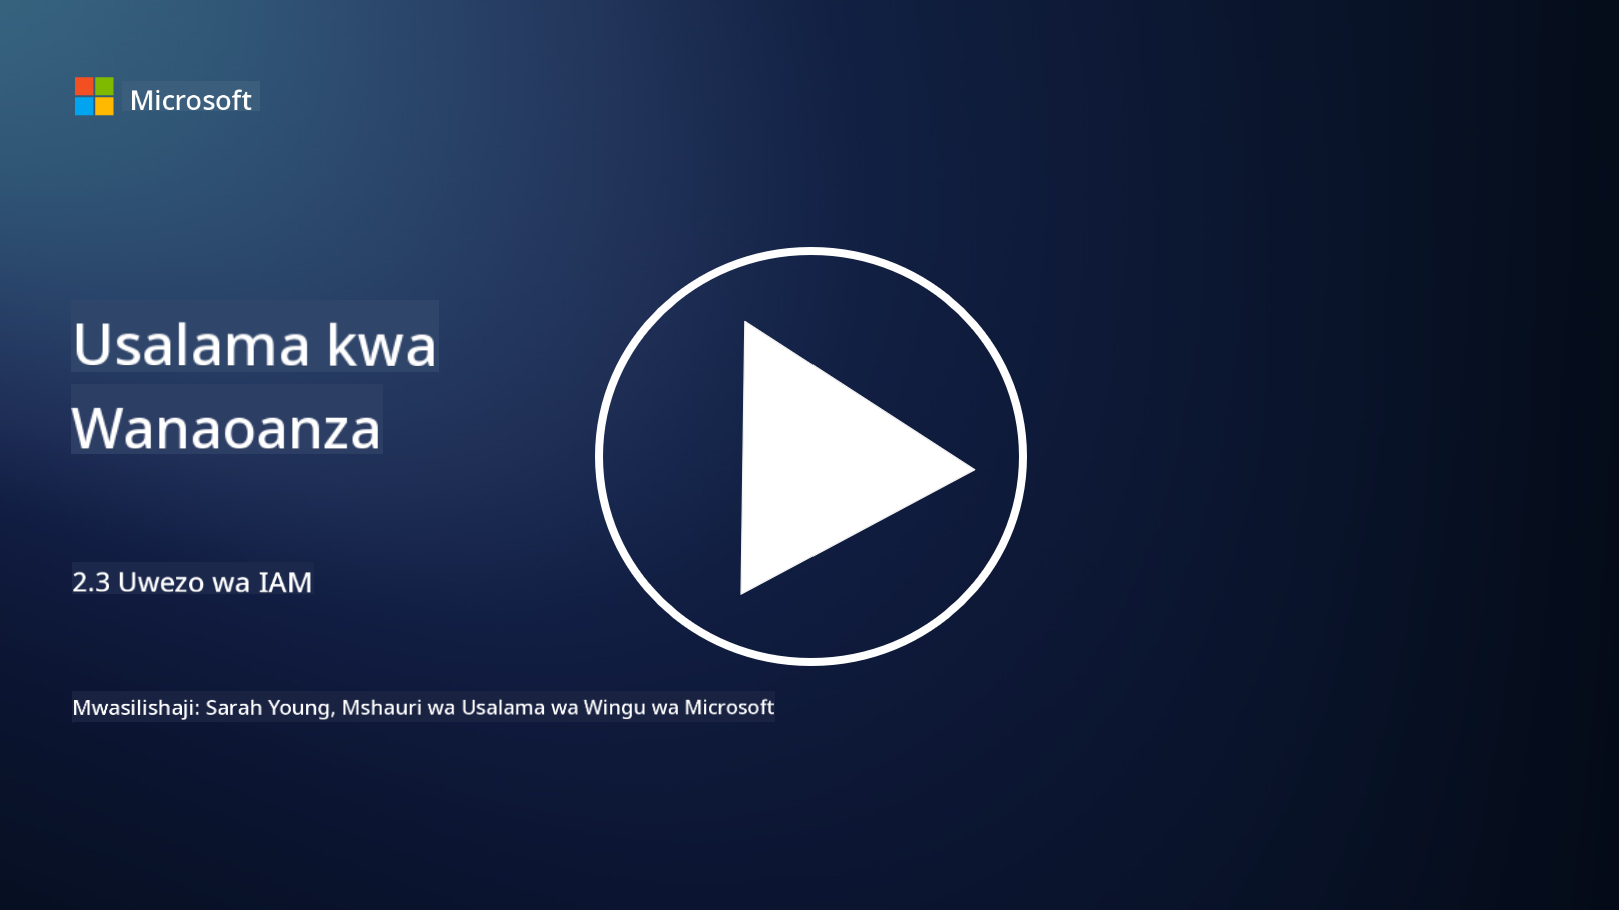 Microsoft
Usalama kwa
Wanaoanza
2.3 Uwezo wa IAM
Mwasilishaji: Sarah Young, Mshauri wa Usalama wa Wingu wa Microsoft